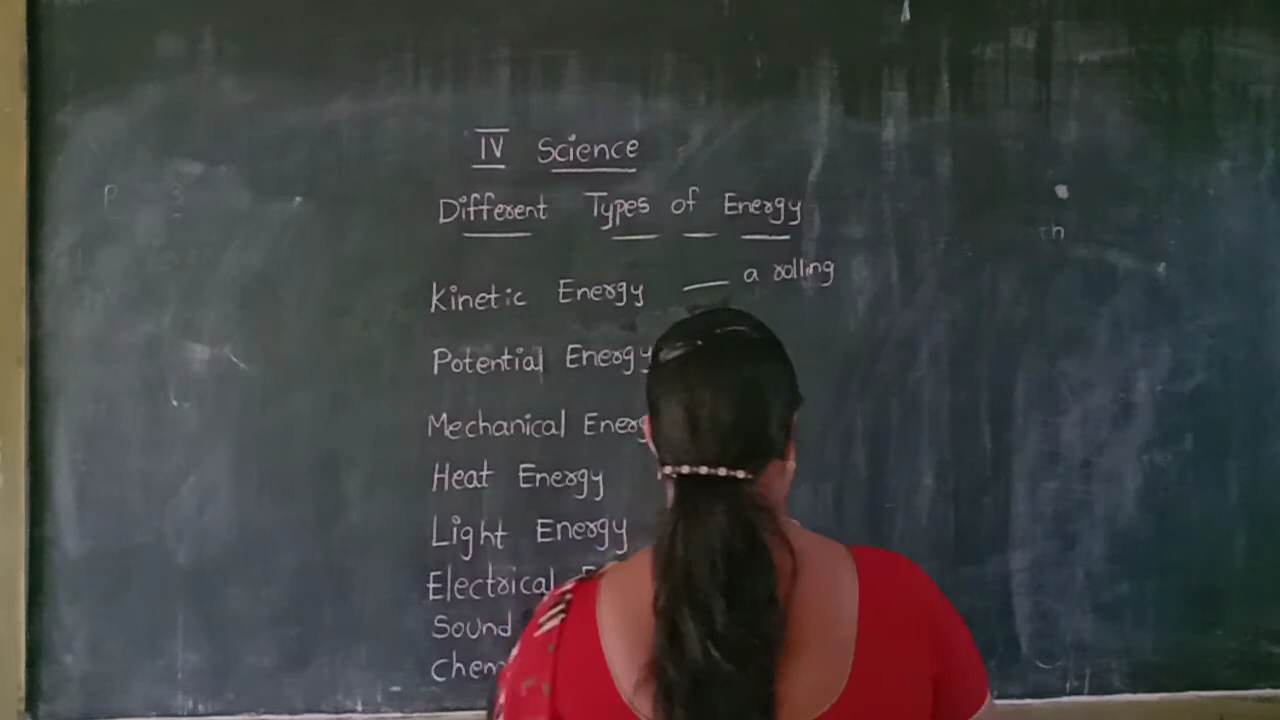 IV Science
Different Types of Energy
Kinetic Energy — a rolling
Potential Energy
Mechanical Energ
Heat Energy
Light Energy
Electrical
Sound
Chem